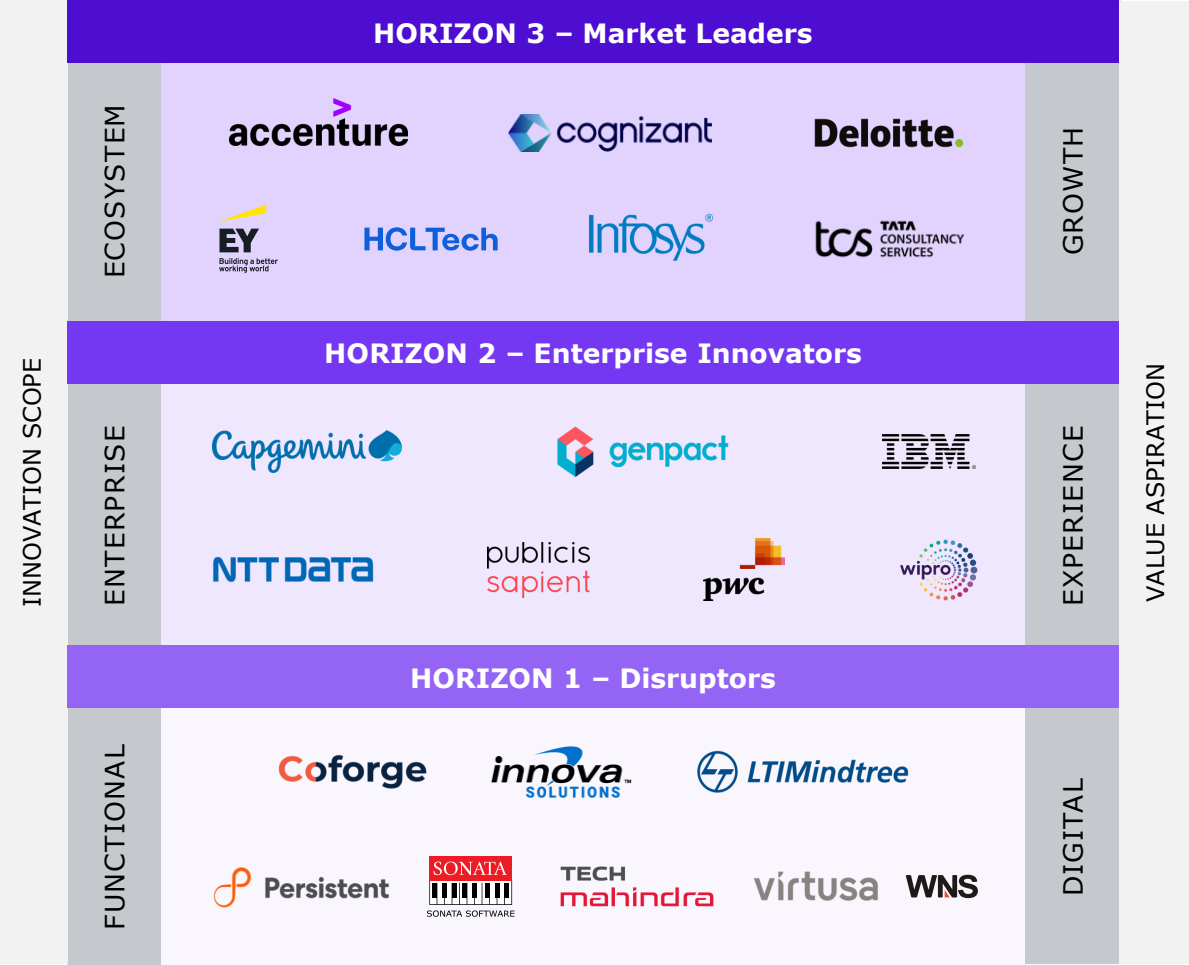 HORIZON 3 – Market Leaders
ECOSYSTEM
accenture
cognizant
Deloitte.
GROWTH
EY
Building a better
working world
HCLTech
Infosys®
tcs TATA
CONSULTANCY
SERVICES
INNOVATION SCOPE
HORIZON 2 – Enterprise Innovators
VALUE ASPIRATION
ENTERPRISE
Capgemini
genpact
IBM®
EXPERIENCE
NTT DATA
publicis
sapient
pwc
wipro
HORIZON 1 – Disruptors
FUNCTIONAL
Coforge
innova™
SOLUTIONS
LTIMindtree
DIGITAL
Persistent
SONATA
SONATA SOFTWARE
TECH
mahindra
virtusa
WNS